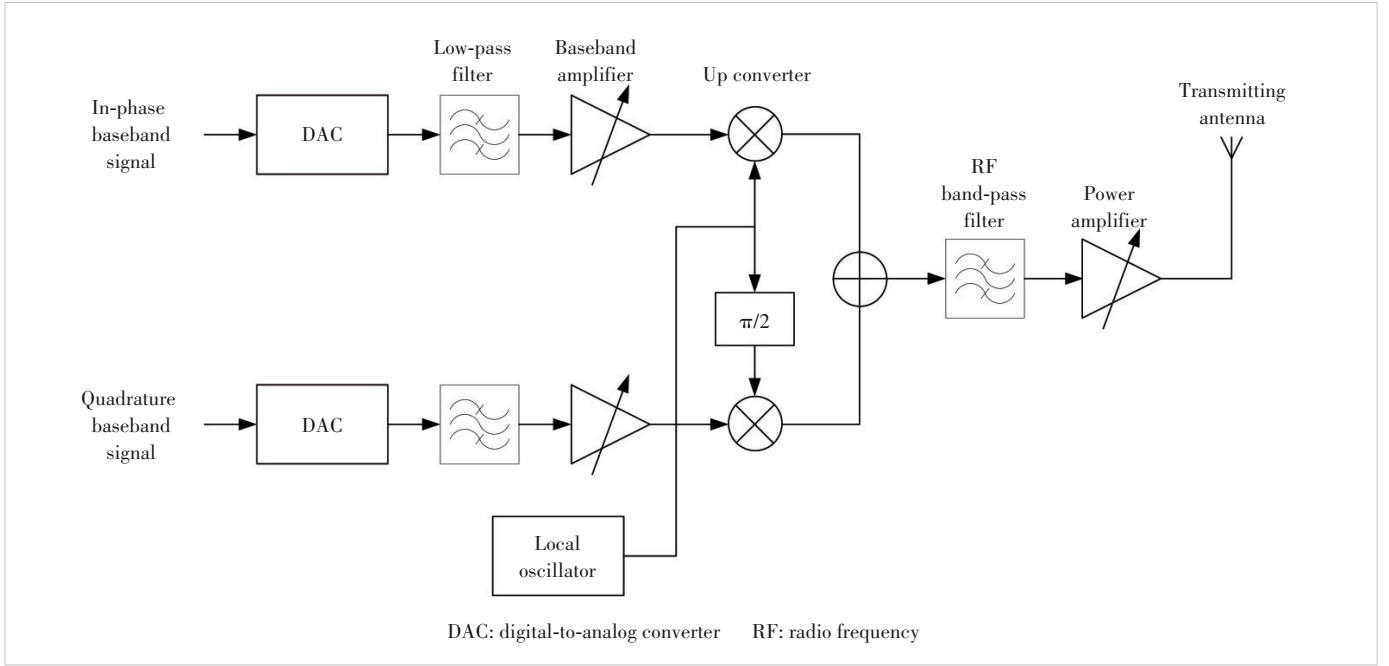 Low-pass
filter
Baseband
amplifier
Up converter
Transmitting
antenna
In-phase
baseband
signal
DAC
RF
band-pass
filter
Power
amplifier
π/2
Quadrature
baseband
signal
DAC
Local
oscillator
DAC: digital-to-analog converter RF: radio frequency